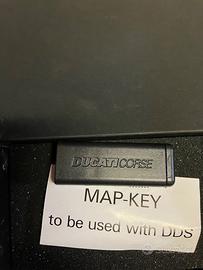 DUCATICORSE
MAP-KEY
to be used with DDS